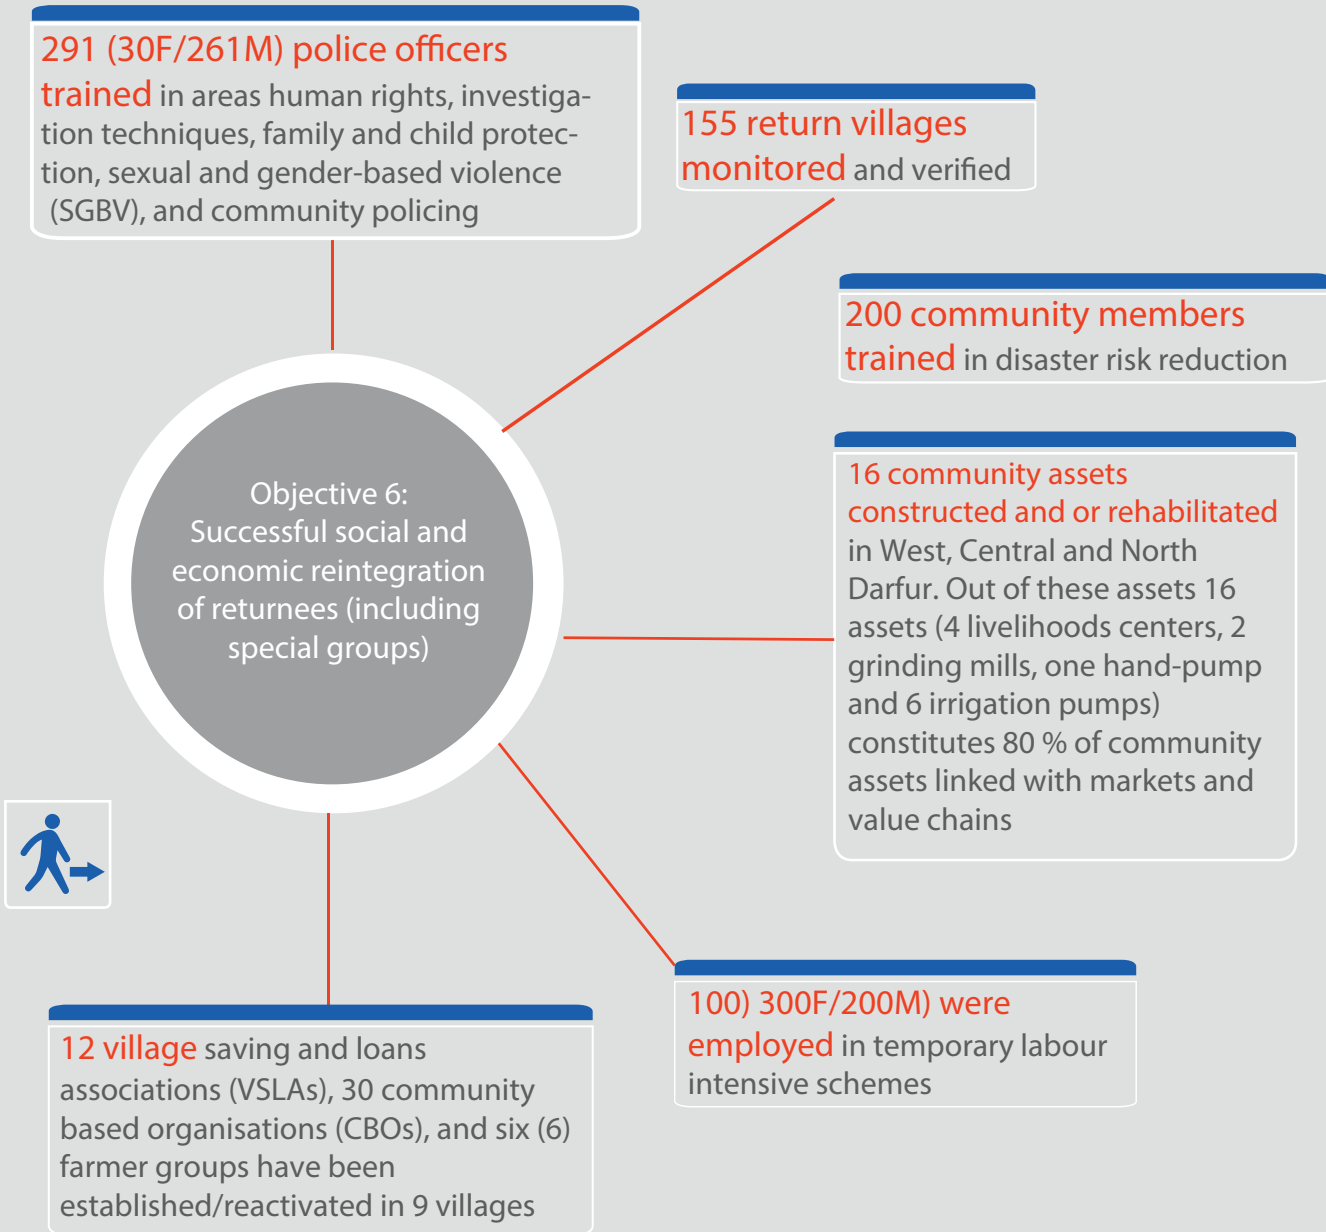 291 (30F/261M) police officers
trained in areas human rights, investiga-
tion techniques, family and child protec-
tion, sexual and gender-based violence
(SGBV), and community policing
155 return villages
monitored and verified
200 community members
trained in disaster risk reduction
Objective 6:
Successful social and
economic reintegration
of returnees (including
special groups)
16 community assets
constructed and or rehabilitated
in West, Central and North
Darfur. Out of these assets 16
assets (4 livelihoods centers, 2
grinding mills, one hand-pump
and 6 irrigation pumps)
constitutes 80 % of community
assets linked with markets and
value chains
100) 300F/200M) were
employed in temporary labour
intensive schemes
12 village saving and loans
associations (VSLAs), 30 community
based organisations (CBOs), and six (6)
farmer groups have been
established/reactivated in 9 villages